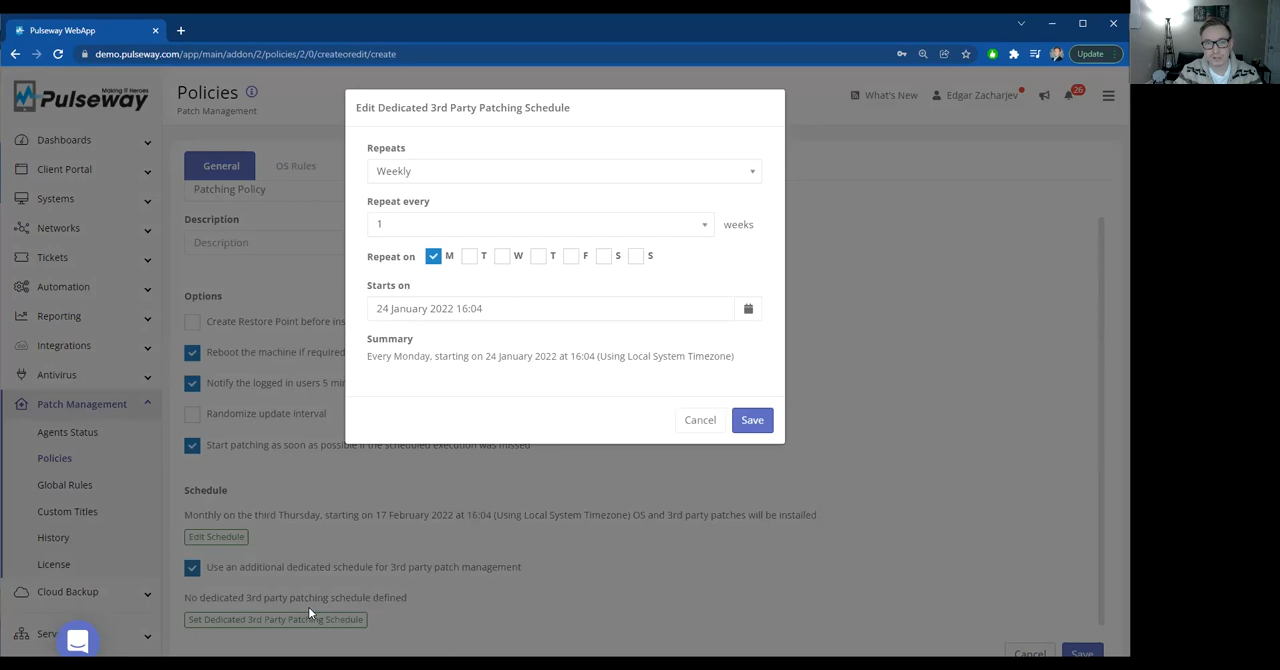 Pulseway WebApp
demo.pulseway.com/app/main/addon/2/policies/2/0/createoredit/create
Update
Making IT Heroes
Pulseway
Policies
Patch Management
What's New
Edgar Zacharjev
26
Dashboards
Client Portal
Systems
Networks
Tickets
Automation
Reporting
Integrations
Antivirus
Patch Management
Agents Status
Policies
Global Rules
Custom Titles
History
License
Cloud Backup
Serv
General
OS Rules
Patching Policy
Description
Description
Options
Create Restore Point before ins
Reboot the machine if required
Notify the logged in users 5 min
Randomize update interval
Start patching as soon as possible if the scheduled execution was missed
Schedule
Monthly on the third Thursday, starting on 17 February 2022 at 16:04 (Using Local System Timezone) OS and 3rd party patches will be installed
Edit Schedule
Use an additional dedicated schedule for 3rd party patch management
No dedicated 3rd party patching schedule defined
Set Dedicated 3rd Party Patching Schedule
Cancel
Save
Edit Dedicated 3rd Party Patching Schedule
Repeats
Weekly
Repeat every
1 weeks
Repeat on M T W T F S S
Starts on
24 January 2022 16:04
Summary
Every Monday, starting on 24 January 2022 at 16:04 (Using Local System Timezone)
Cancel
Save